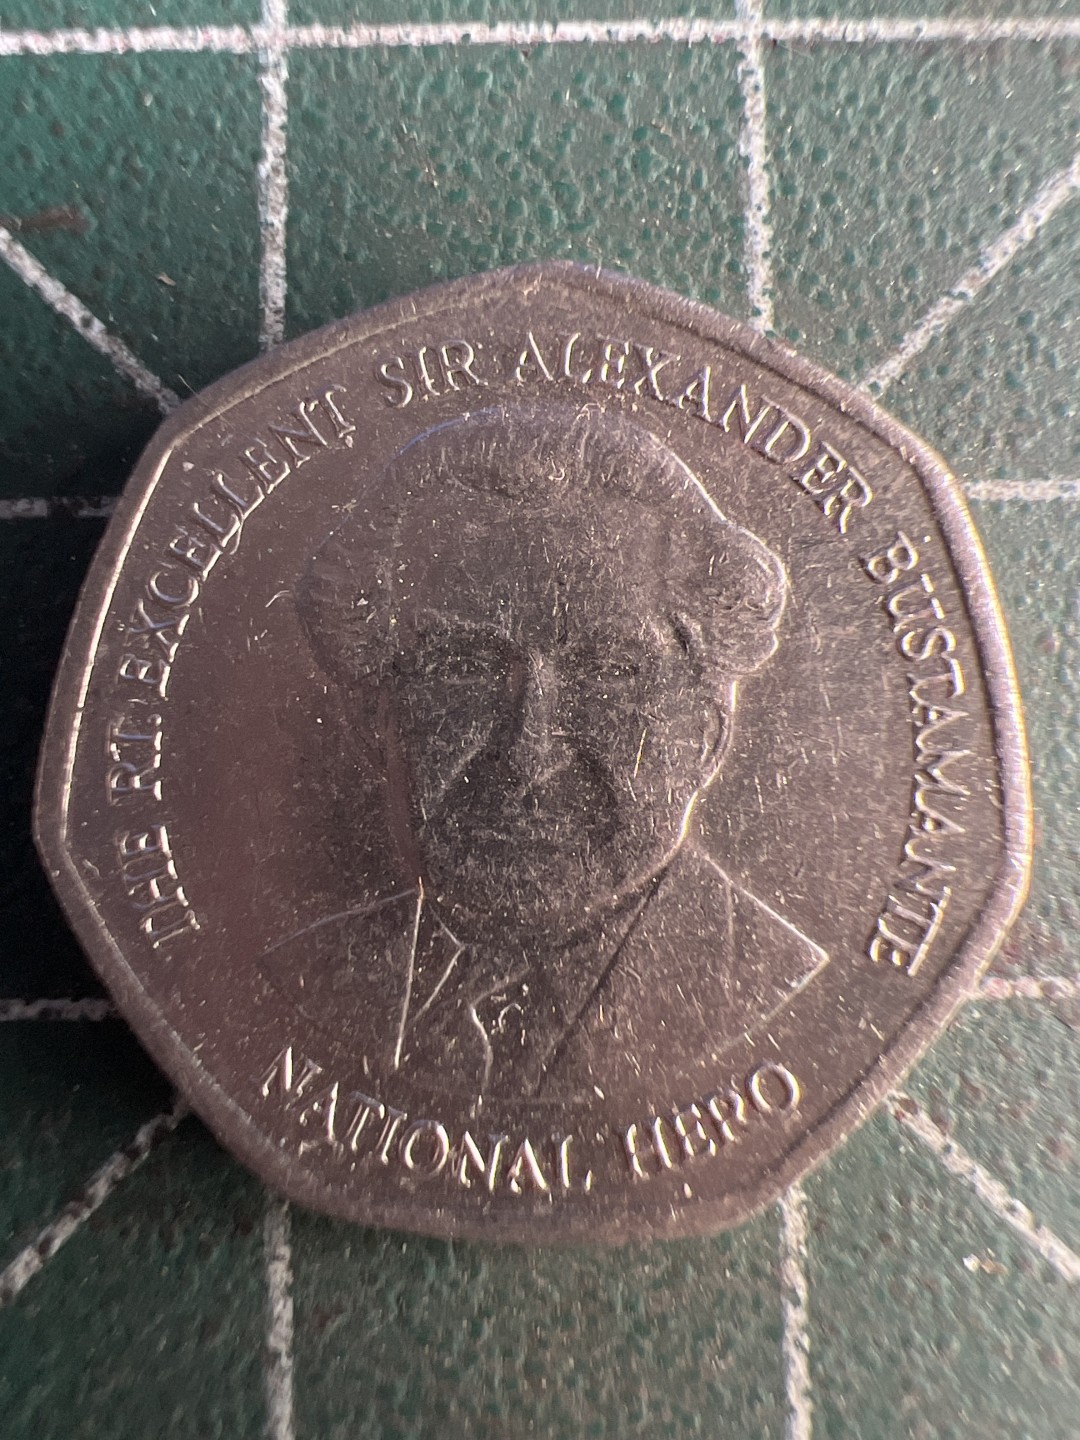 THE RT. EXCELLENT SIR ALEXANDER BUSTAMANTE
NATIONAL HERO